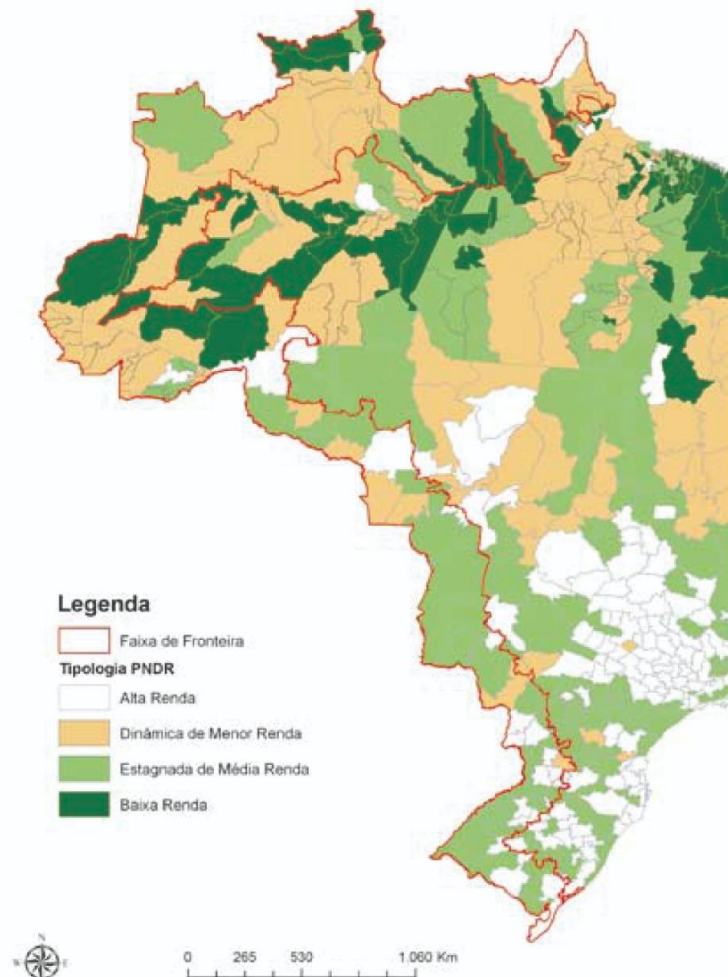 Legenda
Faixa de Fronteira
Tipologia PNDR
Alta Renda
Dinâmica de Menor Renda
Estagnada de Média Renda
Baixa Renda
N
W E
S
0 265 530 1.060 Km